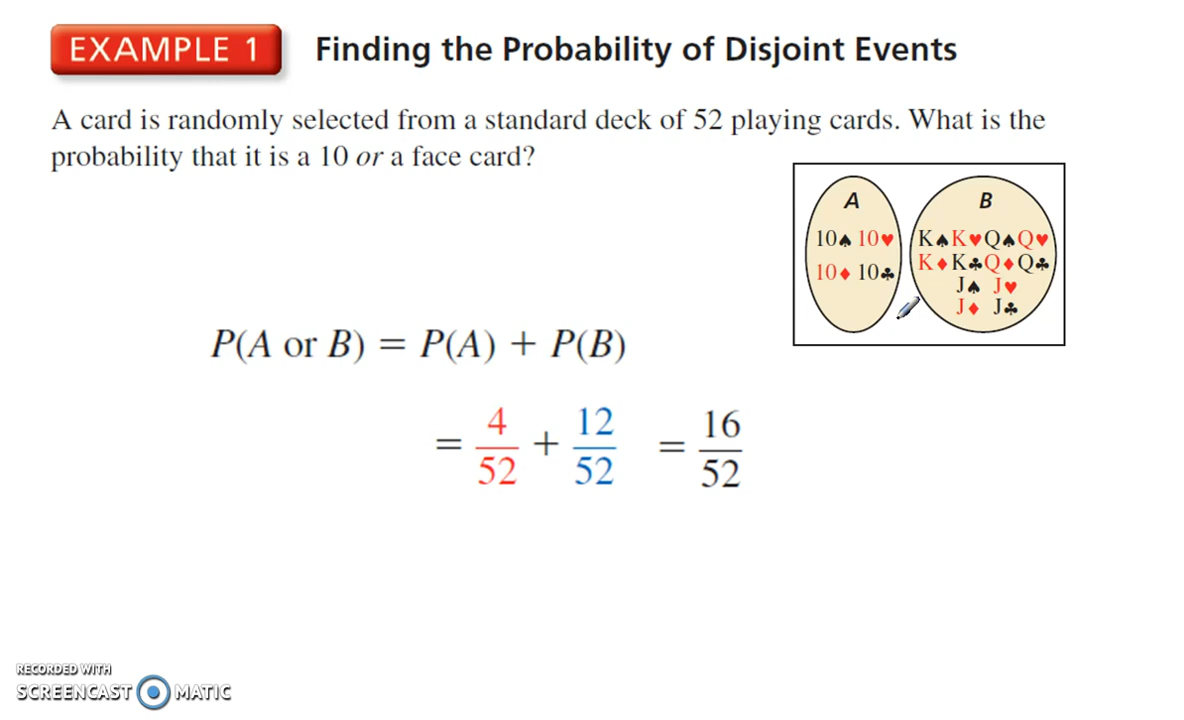 EXAMPLE 1 Finding the Probability of Disjoint Events
A card is randomly selected from a standard deck of 52 playing cards. What is the
probability that it is a 10 or a face card?
A B
10♠ 10♥ K♠K♥Q♠Q♥
10♦ 10♣ K♦K♣Q♦Q♣
J♠ J♥
J♦ J♣
P(A or B) = P(A) + P(B)
= 4/52 + 12/52 = 16/52
RECORDED WITH
SCREENCAST MATIC